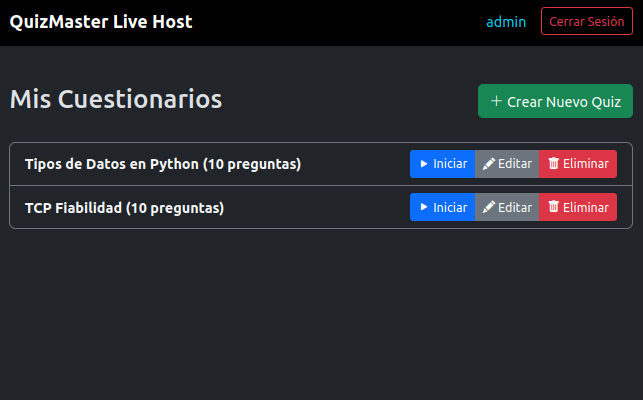 QuizMaster Live Host admin Cerrar Sesión
Mis Cuestionarios Crear Nuevo Quiz
Tipos de Datos en Python (10 preguntas) Iniciar Editar Eliminar
TCP Fiabilidad (10 preguntas) Iniciar Editar Eliminar